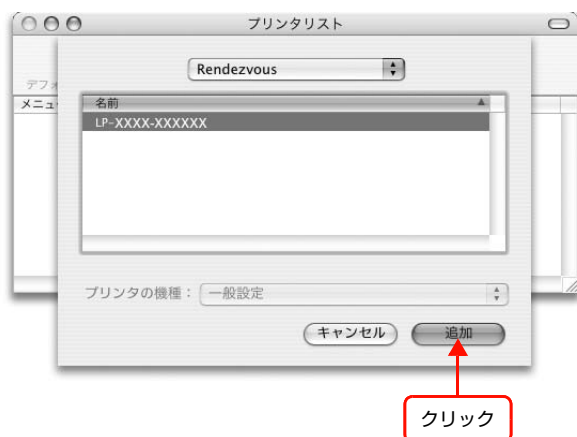 プリンタリスト
Rendezvous
デフォ
メニュー
名前
LP-XXXX-XXXXXX
プリンタの機種：
一般設定
キャンセル
追加
クリック